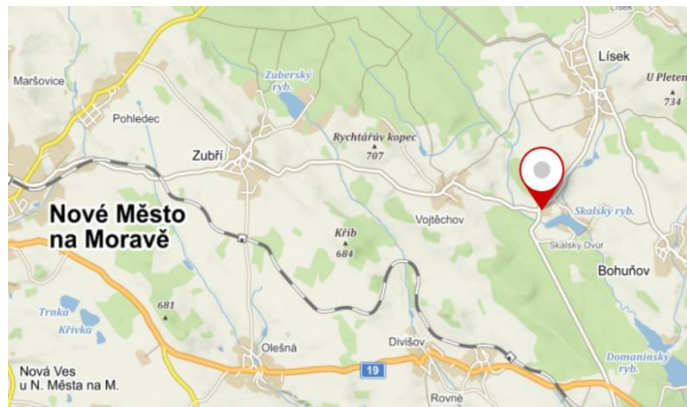 Lísek
Lísek
Maršovice
Zuberský
ryb.
U Pleten
734
Pohledec
Rychtářův kopec
707
Zubří
Nové Město
na Moravě
Vojtěchov
Skalský ryb.
Křib
684
Skalský Dvůr
Bohuňov
681
Trnka
Křivka
Olešná
Divišov
Domanínský
ryb.
19
Nová Ves
u N. Města na M.
Rovné